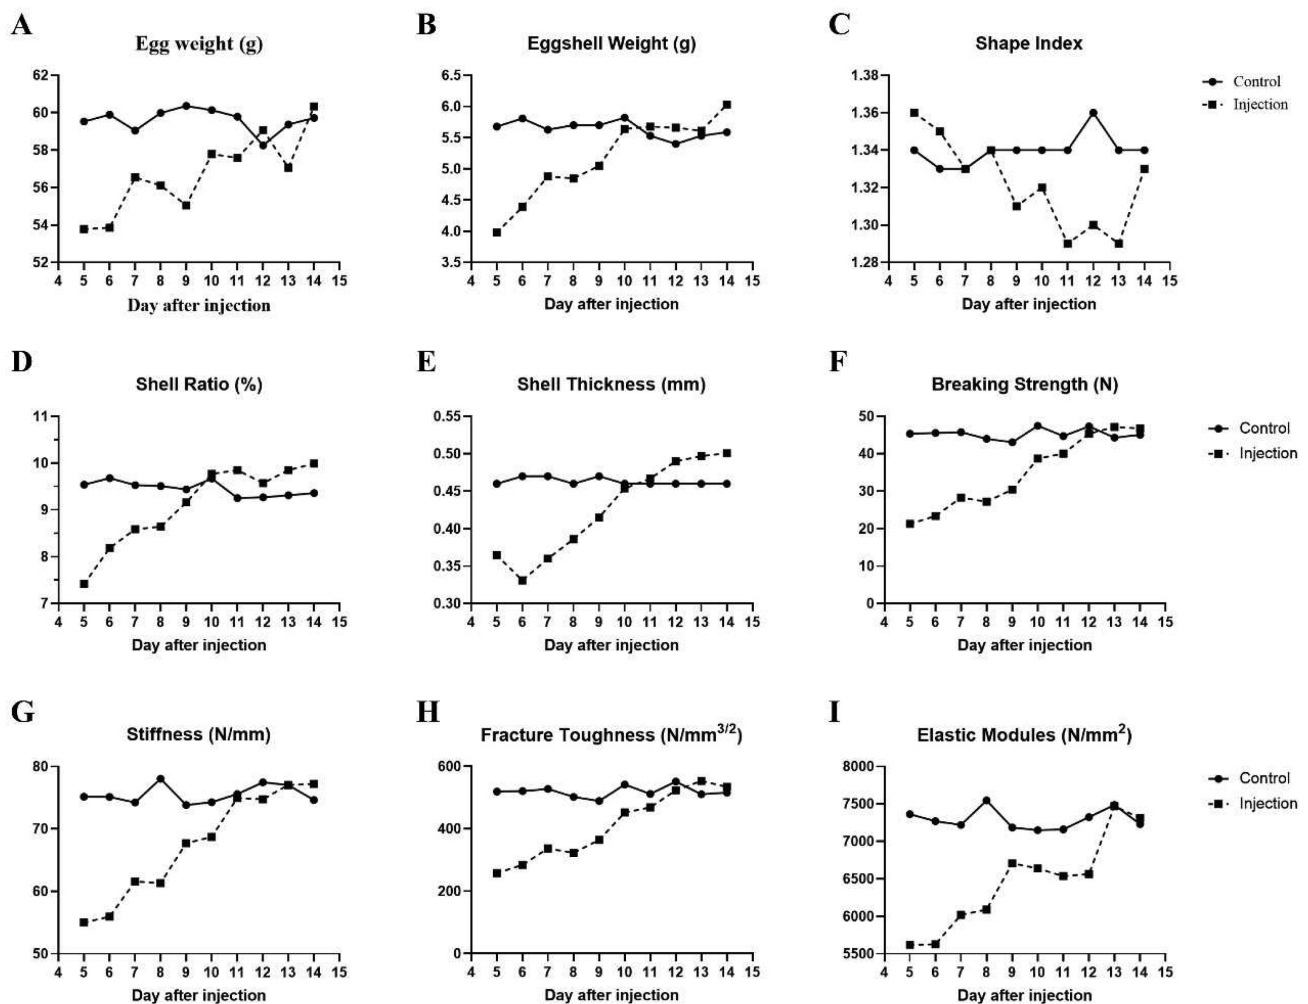 A
Egg weight (g)
62
60
58
56
54
52
4 5 6 7 8 9 10 11 12 13 14 15
Day after injection
B
Eggshell Weight (g)
6.5
6.0
5.5
5.0
4.5
4.0
3.5
4 5 6 7 8 9 10 11 12 13 14 15
Day after injection
C
Shape Index
1.38
1.36
1.34
1.32
1.30
1.28
4 5 6 7 8 9 10 11 12 13 14 15
Day after injection
Control
Injection
D
Shell Ratio (%)
11
10
9
8
7
4 5 6 7 8 9 10 11 12 13 14 15
Day after injection
E
Shell Thickness (mm)
0.55
0.50
0.45
0.40
0.35
0.30
4 5 6 7 8 9 10 11 12 13 14 15
Day after injection
F
Breaking Strength (N)
50
40
30
20
10
0
4 5 6 7 8 9 10 11 12 13 14 15
Day after injection
Control
Injection
G
Stiffness (N/mm)
80
70
60
50
4 5 6 7 8 9 10 11 12 13 14 15
Day after injection
H
Fracture Toughness (N/mm^3/2)
600
400
200
0
4 5 6 7 8 9 10 11 12 13 14 15
Day after injection
I
Elastic Modules (N/mm²)
8000
7500
7000
6500
6000
5500
4 5 6 7 8 9 10 11 12 13 14 15
Day after injection
Control
Injection